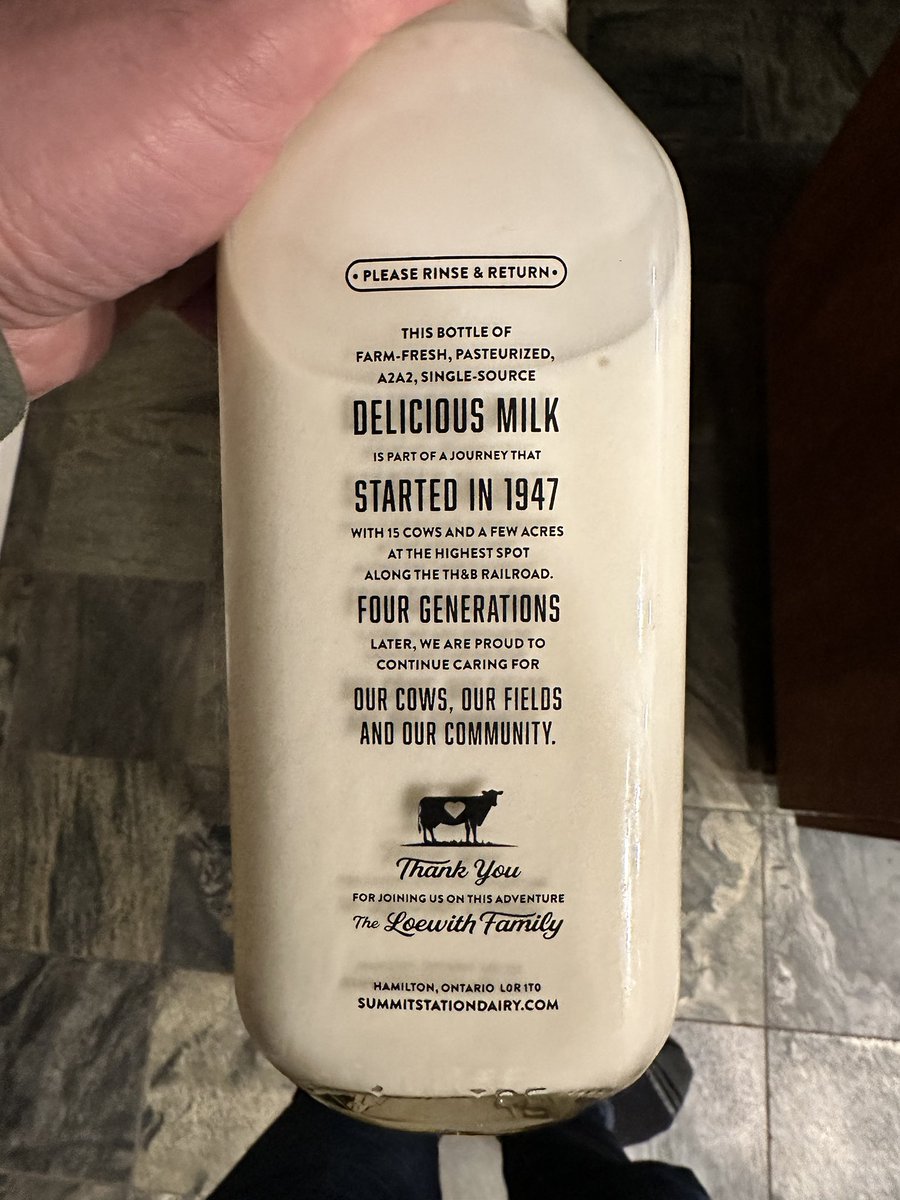 • PLEASE RINSE & RETURN •
THIS BOTTLE OF
FARM-FRESH, PASTEURIZED,
A2A2, SINGLE-SOURCE
DELICIOUS MILK
IS PART OF A JOURNEY THAT
STARTED IN 1947
WITH 15 COWS AND A FEW ACRES
AT THE HIGHEST SPOT
ALONG THE TH&B RAILROAD.
FOUR GENERATIONS
LATER, WE ARE PROUD TO
CONTINUE CARING FOR
OUR COWS, OUR FIELDS
AND OUR COMMUNITY.
Thank You
FOR JOINING US ON THIS ADVENTURE
The Loewith Family
HAMILTON, ONTARIO L0R 1T0
SUMMITSTATIONDAIRY.COM